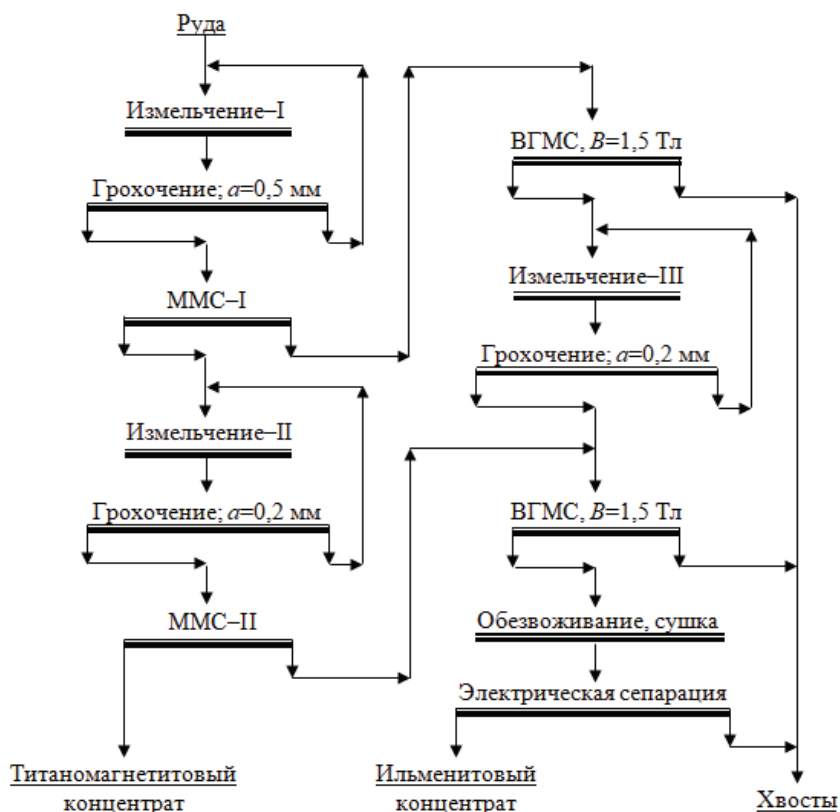 Руда
Измельчение–I
Грохочение; a=0,5 мм
ММС–I
Измельчение–II
Грохочение; a=0,2 мм
ММС–II
Титаномагнетитовый
концентрат
ВГМС, B=1,5 Тл
Измельчение–III
Грохочение; a=0,2 мм
ВГМС, B=1,5 Тл
Обезвоживание, сушка
Электрическая сепарация
Ильменитовый
концентрат
Хвосты